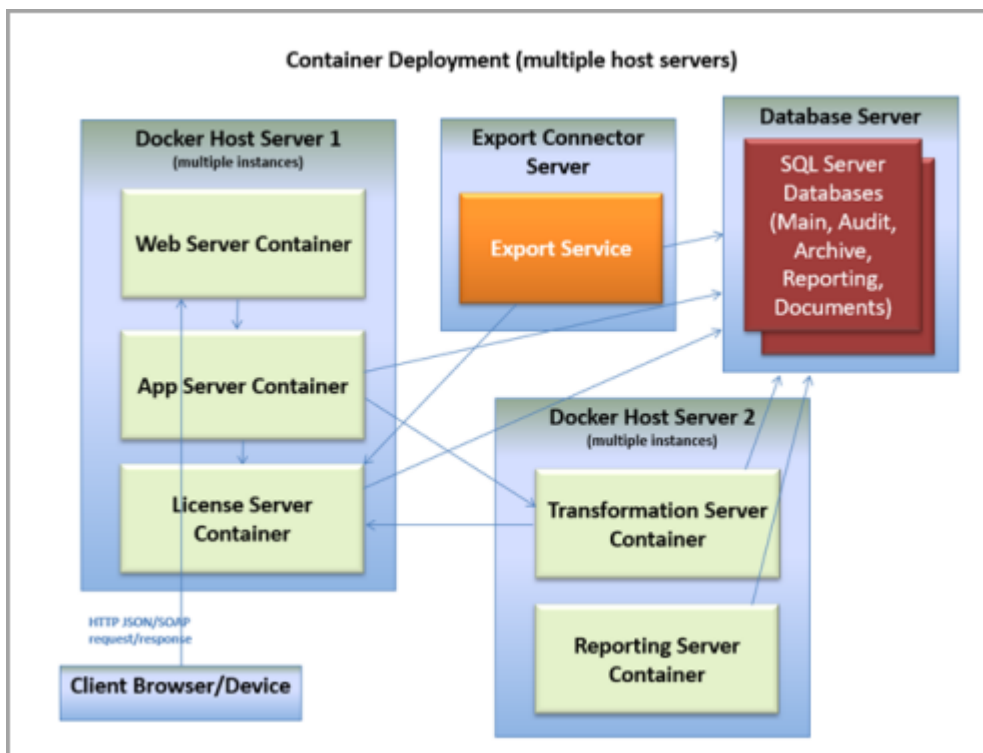 Container Deployment (multiple host servers)
Docker Host Server 1
(multiple instances)
Web Server Container
App Server Container
License Server
Container
HTTP JSON/SOAP
request/response
Client Browser/Device
Export Connector
Server
Export Service
Database Server
SQL Server
Databases
(Main, Audit,
Archive,
Reporting,
Documents)
Docker Host Server 2
(multiple instances)
Transformation Server
Container
Reporting Server
Container